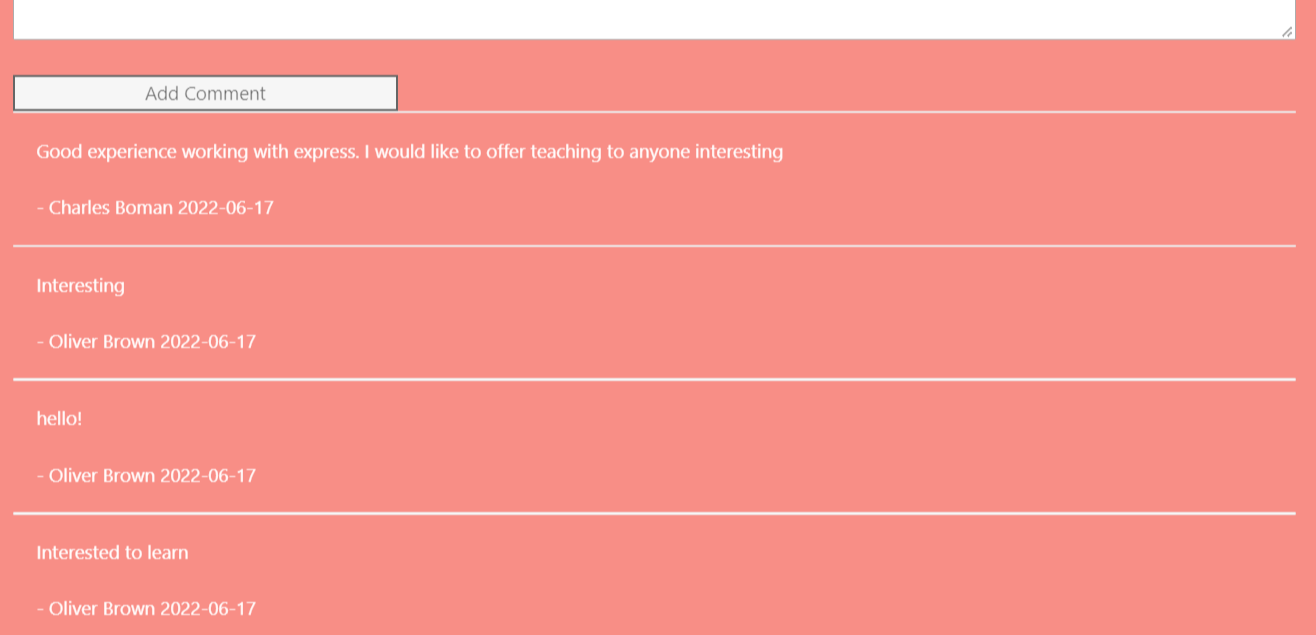 Add Comment
Good experience working with express. I would like to offer teaching to anyone interesting
- Charles Boman 2022-06-17
Interesting
- Oliver Brown 2022-06-17
hello!
- Oliver Brown 2022-06-17
Interested to learn
- Oliver Brown 2022-06-17